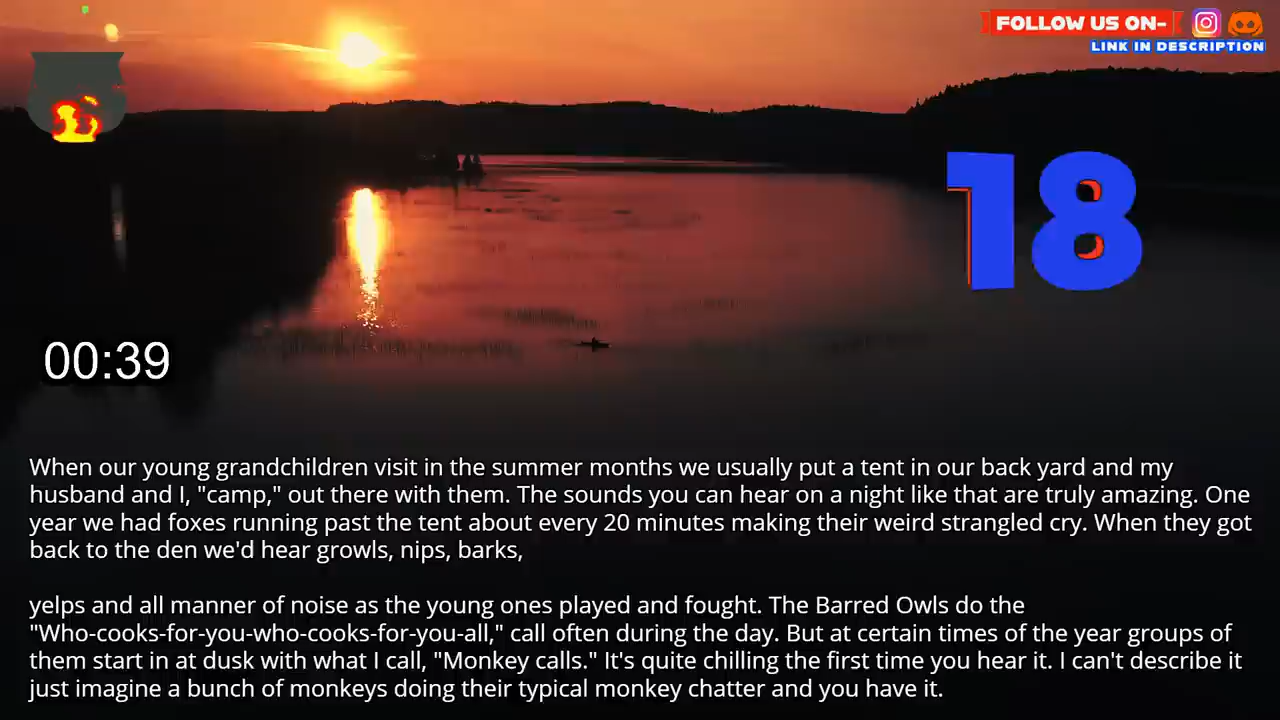 FOLLOW US ON-
LINK IN DESCRIPTION
18
00:39
When our young grandchildren visit in the summer months we usually put a tent in our back yard and my
husband and I, "camp," out there with them. The sounds you can hear on a night like that are truly amazing. One
year we had foxes running past the tent about every 20 minutes making their weird strangled cry. When they got
back to the den we'd hear growls, nips, barks,
yelps and all manner of noise as the young ones played and fought. The Barred Owls do the
"Who-cooks-for-you-who-cooks-for-you-all," call often during the day. But at certain times of the year groups of
them start in at dusk with what I call, "Monkey calls." It's quite chilling the first time you hear it. I can't describe it
just imagine a bunch of monkeys doing their typical monkey chatter and you have it.